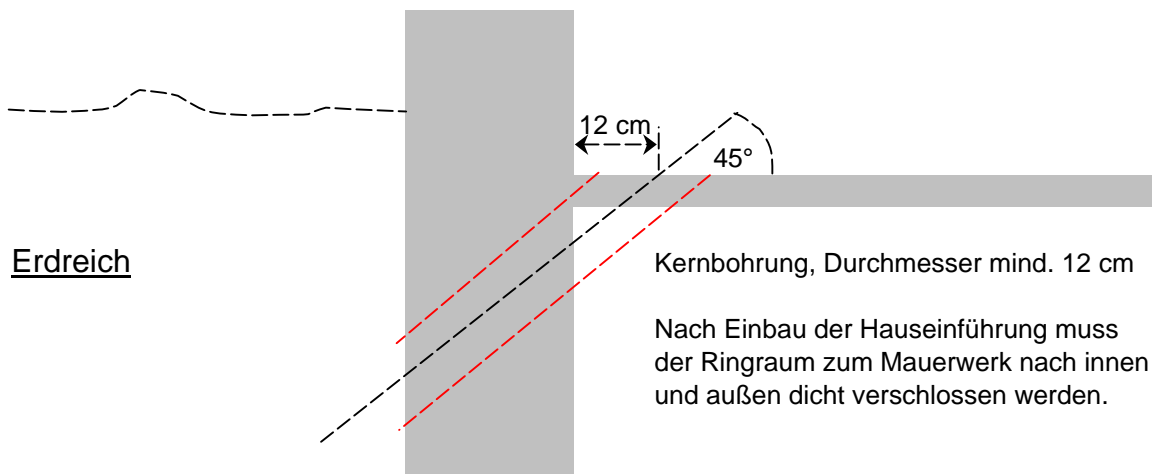 12 cm
45°
Erdreich
Kernbohrung, Durchmesser mind. 12 cm
Nach Einbau der Hauseinführung muss
der Ringraum zum Mauerwerk nach innen
und außen dicht verschlossen werden.